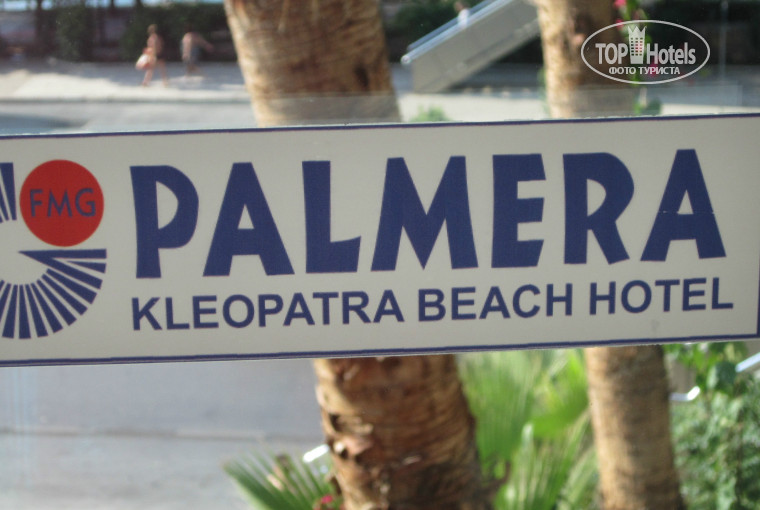 TOP Hotels
ФОТО ТУРИСТА
FMG
PALMERA
KLEOPATRA BEACH HOTEL